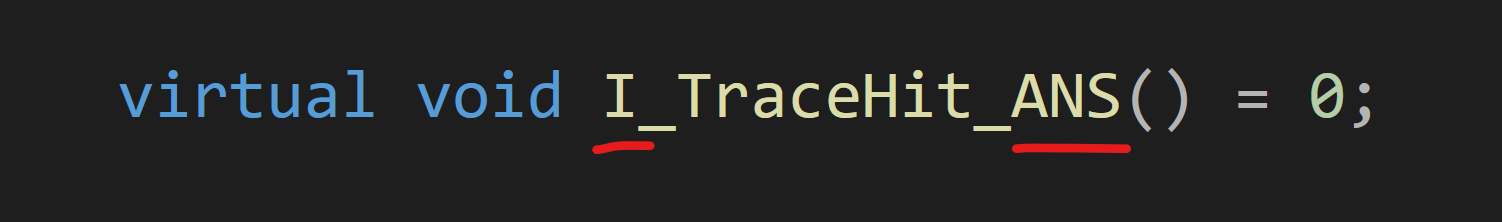 virtual void I_TraceHit_ANS() = 0;